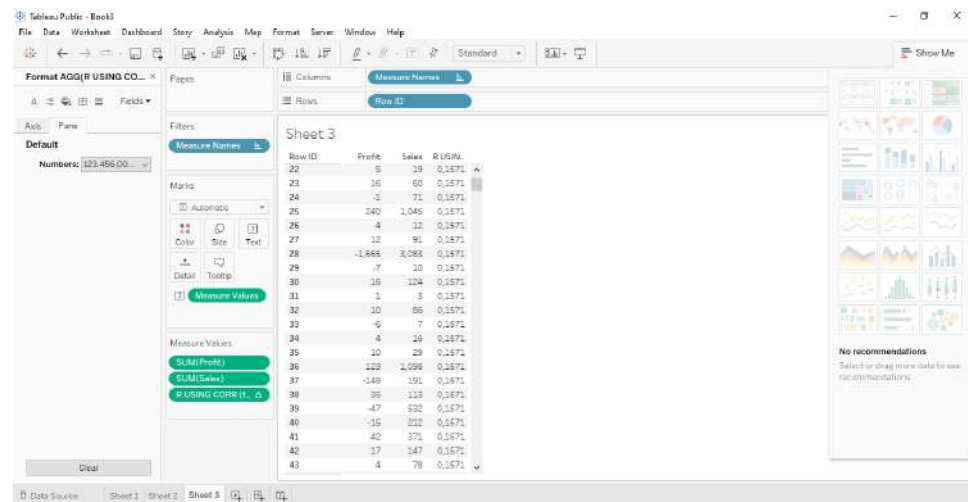 Tableau Public - Book3
File Data Worksheet Dashboard Story Analysis Map Format Server Window Help
Standard
Show Me
Format AGG(R USING CO...
Fields
Axis Pane
Default
Numbers: 123.456,00...
Clear
Pages
Filters
Measure Names
Marks
Automatic
Color Size Text
Detail Tooltip
Measure Values
Measure Values
SUM(Profit)
SUM(Sales)
R USING CORR (t..
Columns Measure Names
Rows Row ID
Sheet 3
Row ID Profit Sales R USIN..
22 5 19 0,1571
23 16 60 0,1571
24 -1 71 0,1571
25 240 1,045 0,1571
26 4 12 0,1571
27 12 91 0,1571
28 -1,665 3,083 0,1571
29 -7 10 0,1571
30 16 124 0,1571
31 1 3 0,1571
32 10 86 0,1571
33 7 0,1571
34 4 16 0,1571
35 10 29 0,1571
36 123 1,098 0,1571
37 -148 191 0,1571
38 113 0,1571
39 -47 532 0,1571
40 -15 212 0,1571
41 42 371 0,1571
42 17 147 0,1571
43 4 78 0,1571
No recommendations
Select or drag more data to see
recommendations.
Data Source Sheet 1 Sheet 2 Sheet 3